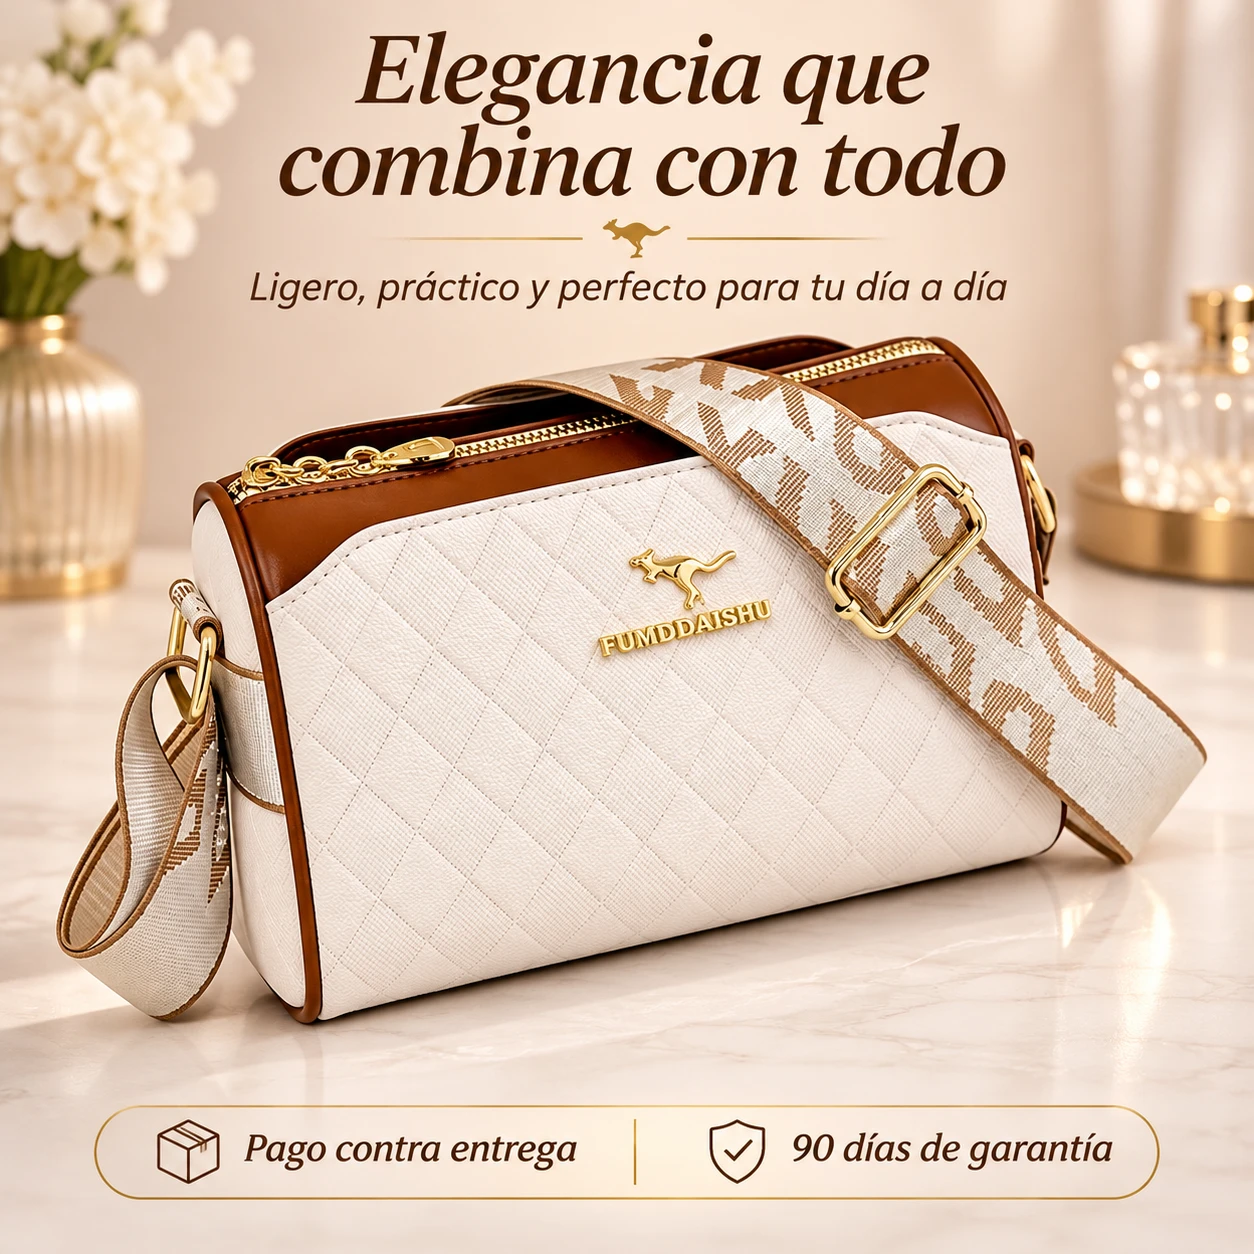 Elegancia que
combina con todo
Ligero, práctico y perfecto para tu día a día
FUMDDAISHU
Pago contra entrega
90 días de garantía